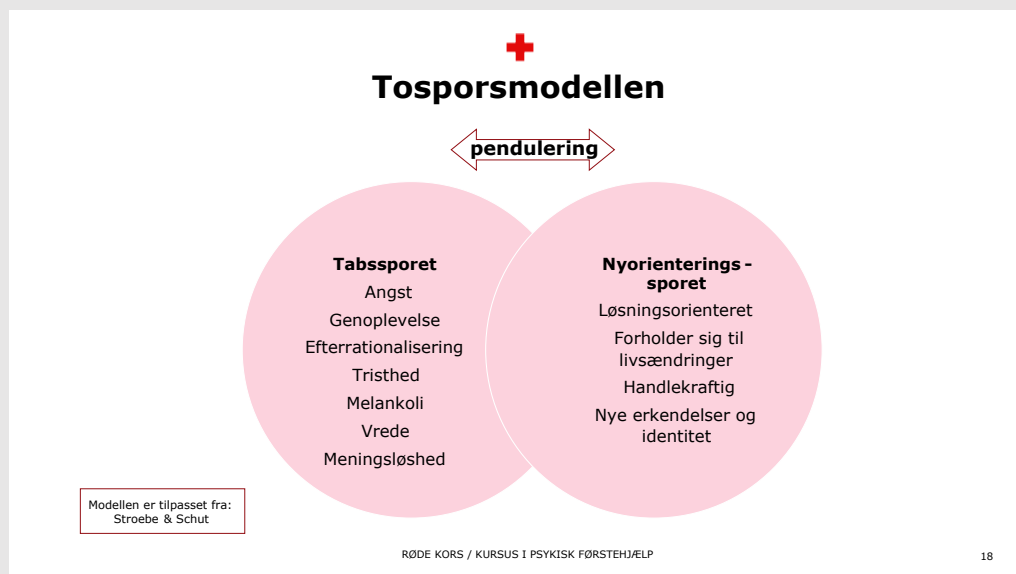 Tosporsmodellen
pendulering
Tabssporet
Angst
Genoplevelse
Efterrationalisering
Tristhed
Melankoli
Vrede
Meningsløshed
Nyorienterings -
sporet
Løsningsorienteret
Forholder sig til
livsændringer
Handlekraftig
Nye erkendelser og
identitet
Modellen er tilpasset fra:
Stroebe & Schut
RØDE KORS / KURSUS I PSYKISK FØRSTEHJÆLP
18